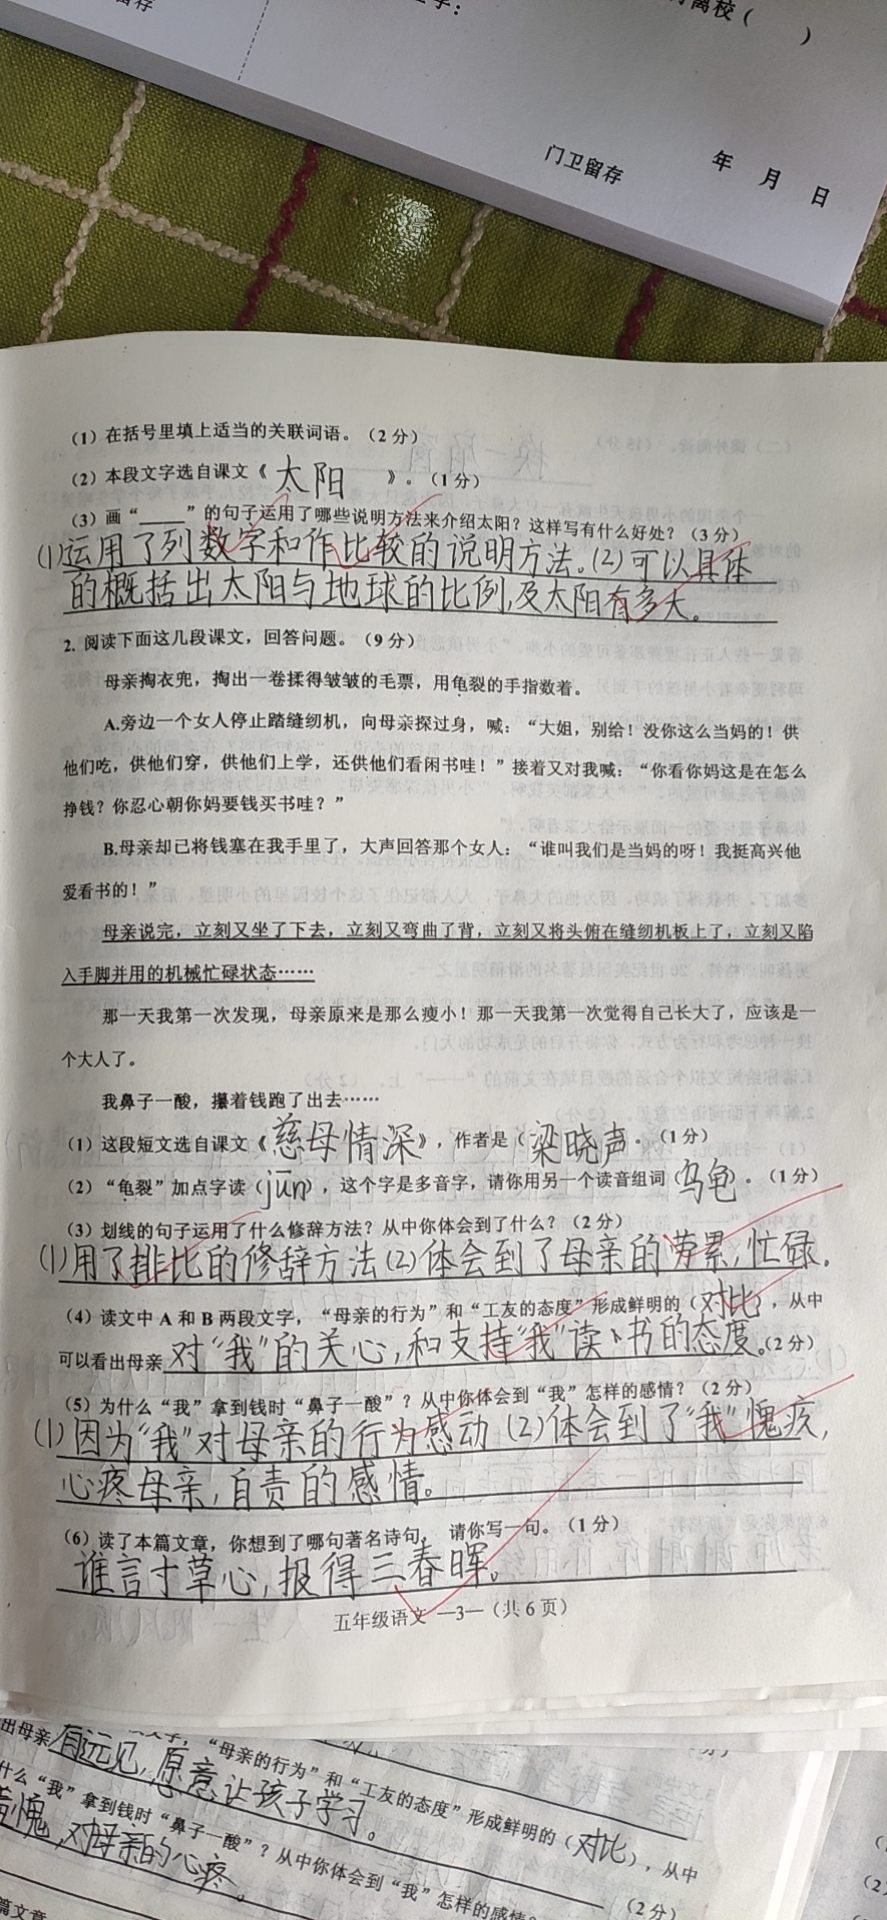 离校（ ）
留存
门卫留存
年 月 日
（1）在括号里填上适当的关联词语。（2 分）
（2）本段文字选自课文《 太阳 》。（1 分）
（3）画“____”的句子运用了哪些说明方法来介绍太阳？这样写有什么好处？（3 分）
(1)运用了列数字和作比较的说明方法。(2)可以具体
的概括出太阳与地球的比例,及太阳有多大。
2. 阅读下面这几段课文，回答问题。（9 分）
母亲掏衣兜，掏出一卷揉得皱皱的毛票，用龟裂的手指数着。
A.旁边一个女人停止踏缝纫机，向母亲探过身，喊：“大姐，别给！没你这么当妈的！供
他们吃，供他们穿，供他们上学，还供他们看闲书哇！”接着又对我喊：“你看你妈这是在怎么
挣钱？你忍心朝你妈要钱买书哇？”
B.母亲却已将钱塞在我手里了，大声回答那个女人：“谁叫我们是当妈的呀！我挺高兴他
爱看书的！”
母亲说完，立刻又坐了下去，立刻又弯曲了背，立刻又将头俯在缝纫机板上了，立刻又陷
入手脚并用的机械忙碌状态……
那一天我第一次发现，母亲原来是那么瘦小！那一天我第一次觉得自己长大了，应该是一
个大人了。
我鼻子一酸，攥着钱跑了出去……
（1）这段短文选自课文《慈母情深》，作者是（梁晓声。（1 分）
（2）“龟裂”加点字读（jūn），这个字是多音字，请你用另一个读音组词（乌龟）。（1 分）
（3）划线的句子运用了什么修辞方法？从中你体会到了什么？（2 分）
(1)用了排比的修辞方法(2)体会到了母亲的劳累,忙碌.
（4）读文中 A 和 B 两段文字，“母亲的行为”和“工友的态度”形成鲜明的（对比），从中
可以看出母亲对“我”的关心,和支持“我”读、书的态度。（2 分）
（5）为什么“我”拿到钱时“鼻子一酸”？从中你体会到“我”怎样的感情？（2 分）
(1)因为“我”对母亲的行为感动 (2)体会到了“我”愧疚,
心疼母亲,自责的感情。
（6）读了本篇文章，你想到了哪句著名诗句， 请你写一句。（1 分）
谁言寸草心,报得三春晖。
五年级语文 —3—（共 6 页）
“母亲的行为”和“工友的态度”形成鲜明的（对比），从中
出母亲有远见,愿意让孩子学习。
（2 分）
什么“我”拿到钱时“鼻子一酸”？从中你体会到“我”怎样的感情？
愧,对母亲的心疼。
篇文章